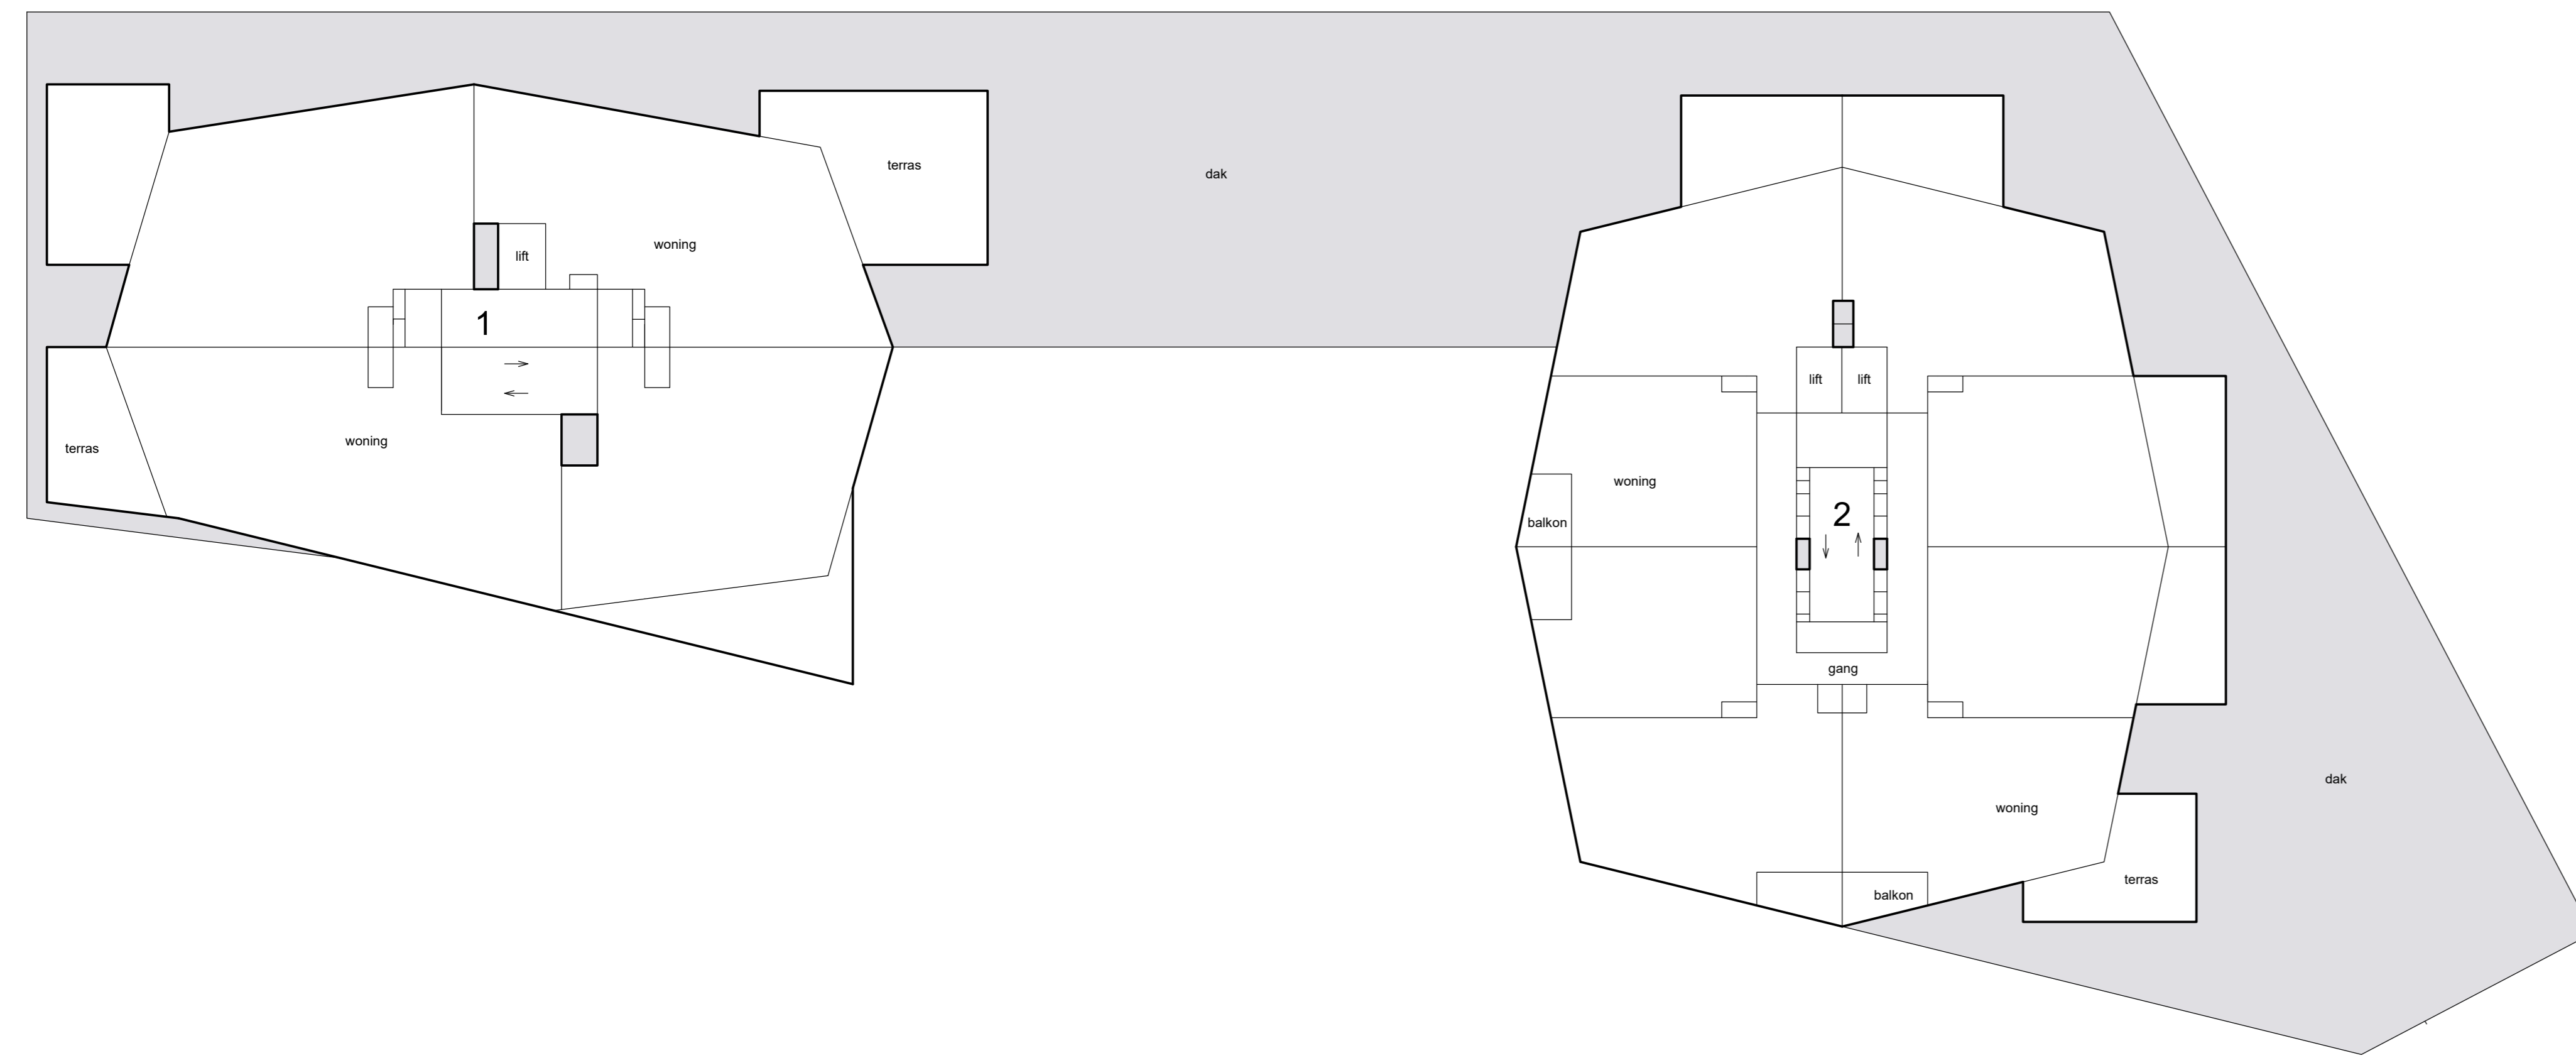 terras
dak
woning
lift
1
lift
lift
woning
terras
woning
2
balkon
gang
dak
woning
terras
balkon